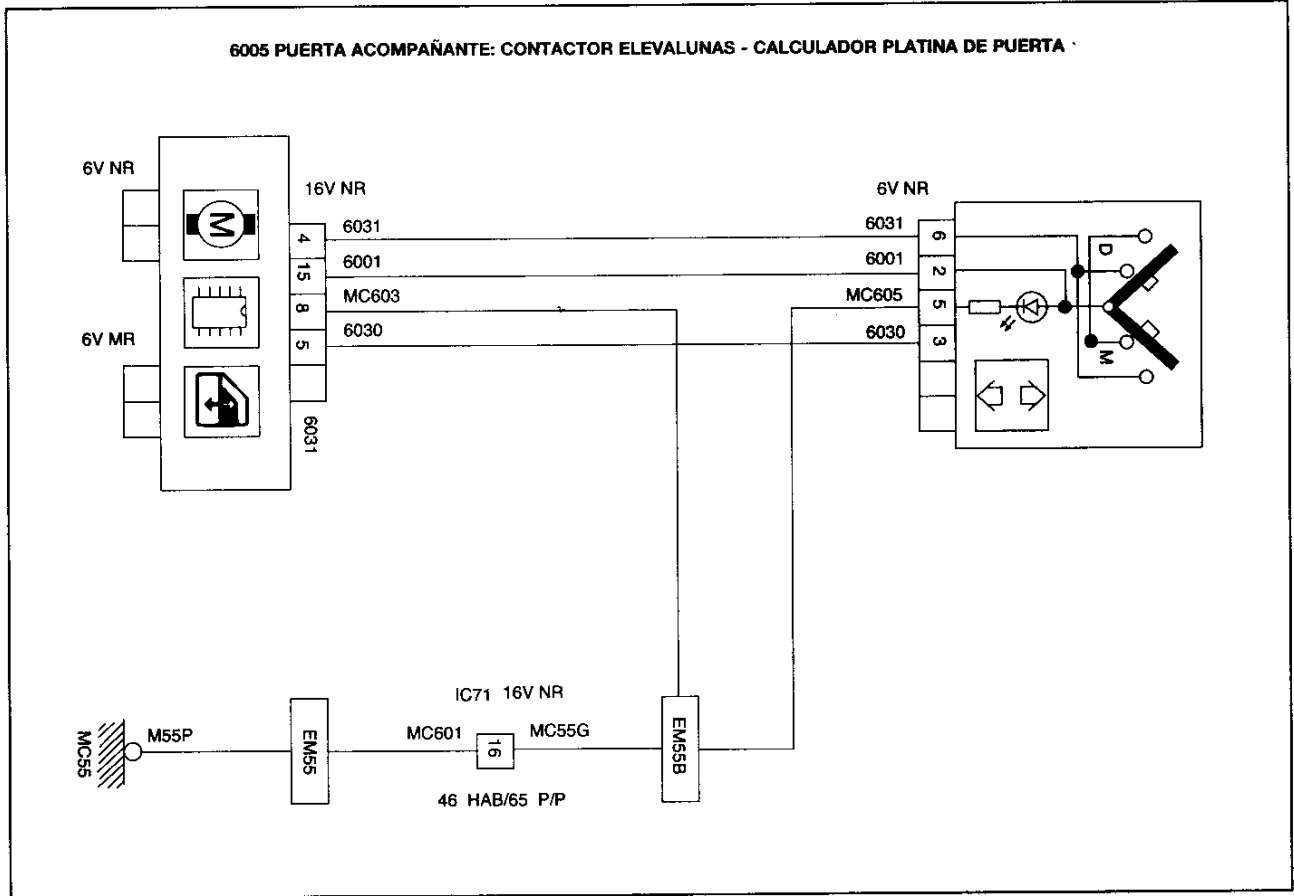 6005 PUERTA ACOMPAÑANTE: CONTACTOR ELEVALUNAS - CALCULADOR PLATINA DE PUERTA
6V NR
16V NR
6V NR
M
4
6031
6031
6
D
15
6001
6001
2
8
MC603
MC605
5
6V MR
5
6030
6030
3
M
6031
IC71 16V NR
MC55
M55P
EM55
MC601
16
MC55G
EM55B
46 HAB/65 P/P